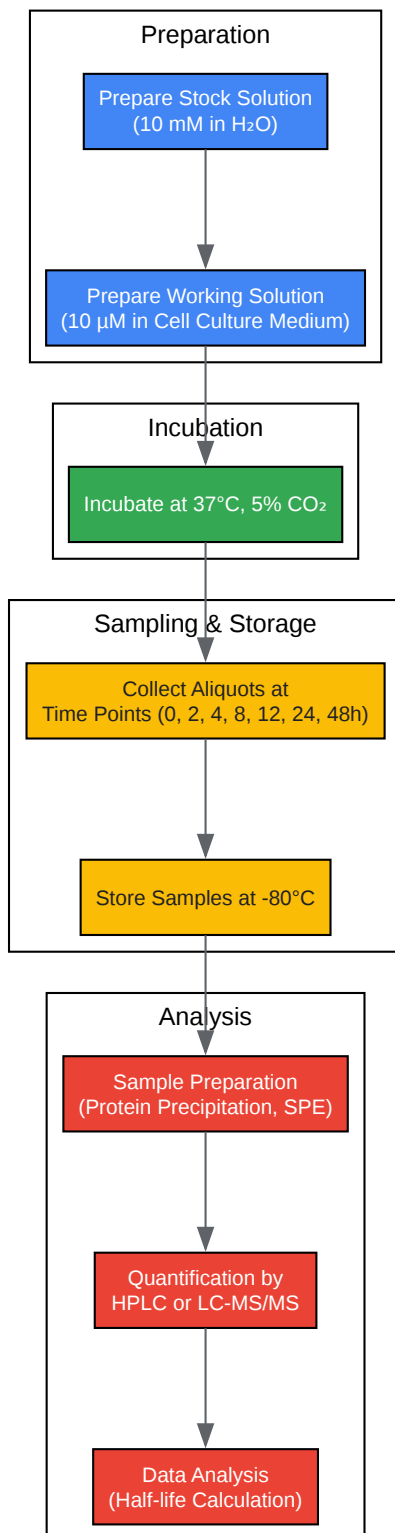 Preparation
Prepare Stock Solution
(10 mM in H₂O)
Prepare Working Solution
(10 µM in Cell Culture Medium)
Incubation
Incubate at 37°C, 5% CO₂
Sampling & Storage
Collect Aliquots at
Time Points (0, 2, 4, 8, 12, 24, 48h)
Store Samples at -80°C
Analysis
Sample Preparation
(Protein Precipitation, SPE)
Quantification by
HPLC or LC-MS/MS
Data Analysis
(Half-life Calculation)